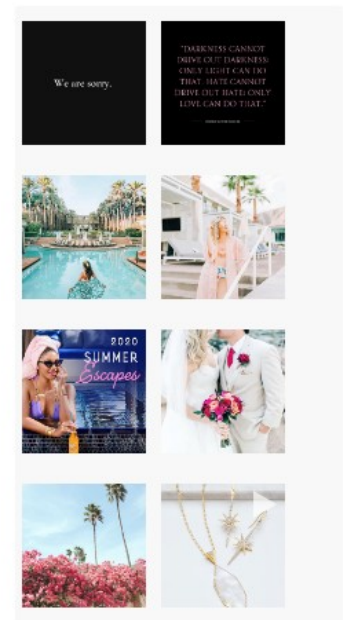 We are sorry.
"DARKNESS CANNOT
DRIVE OUT DARKNESS;
ONLY LIGHT CAN DO
THAT. HATE CANNOT
DRIVE OUT HATE; ONLY
LOVE CAN DO THAT."
2020
SUMMER
Escapes